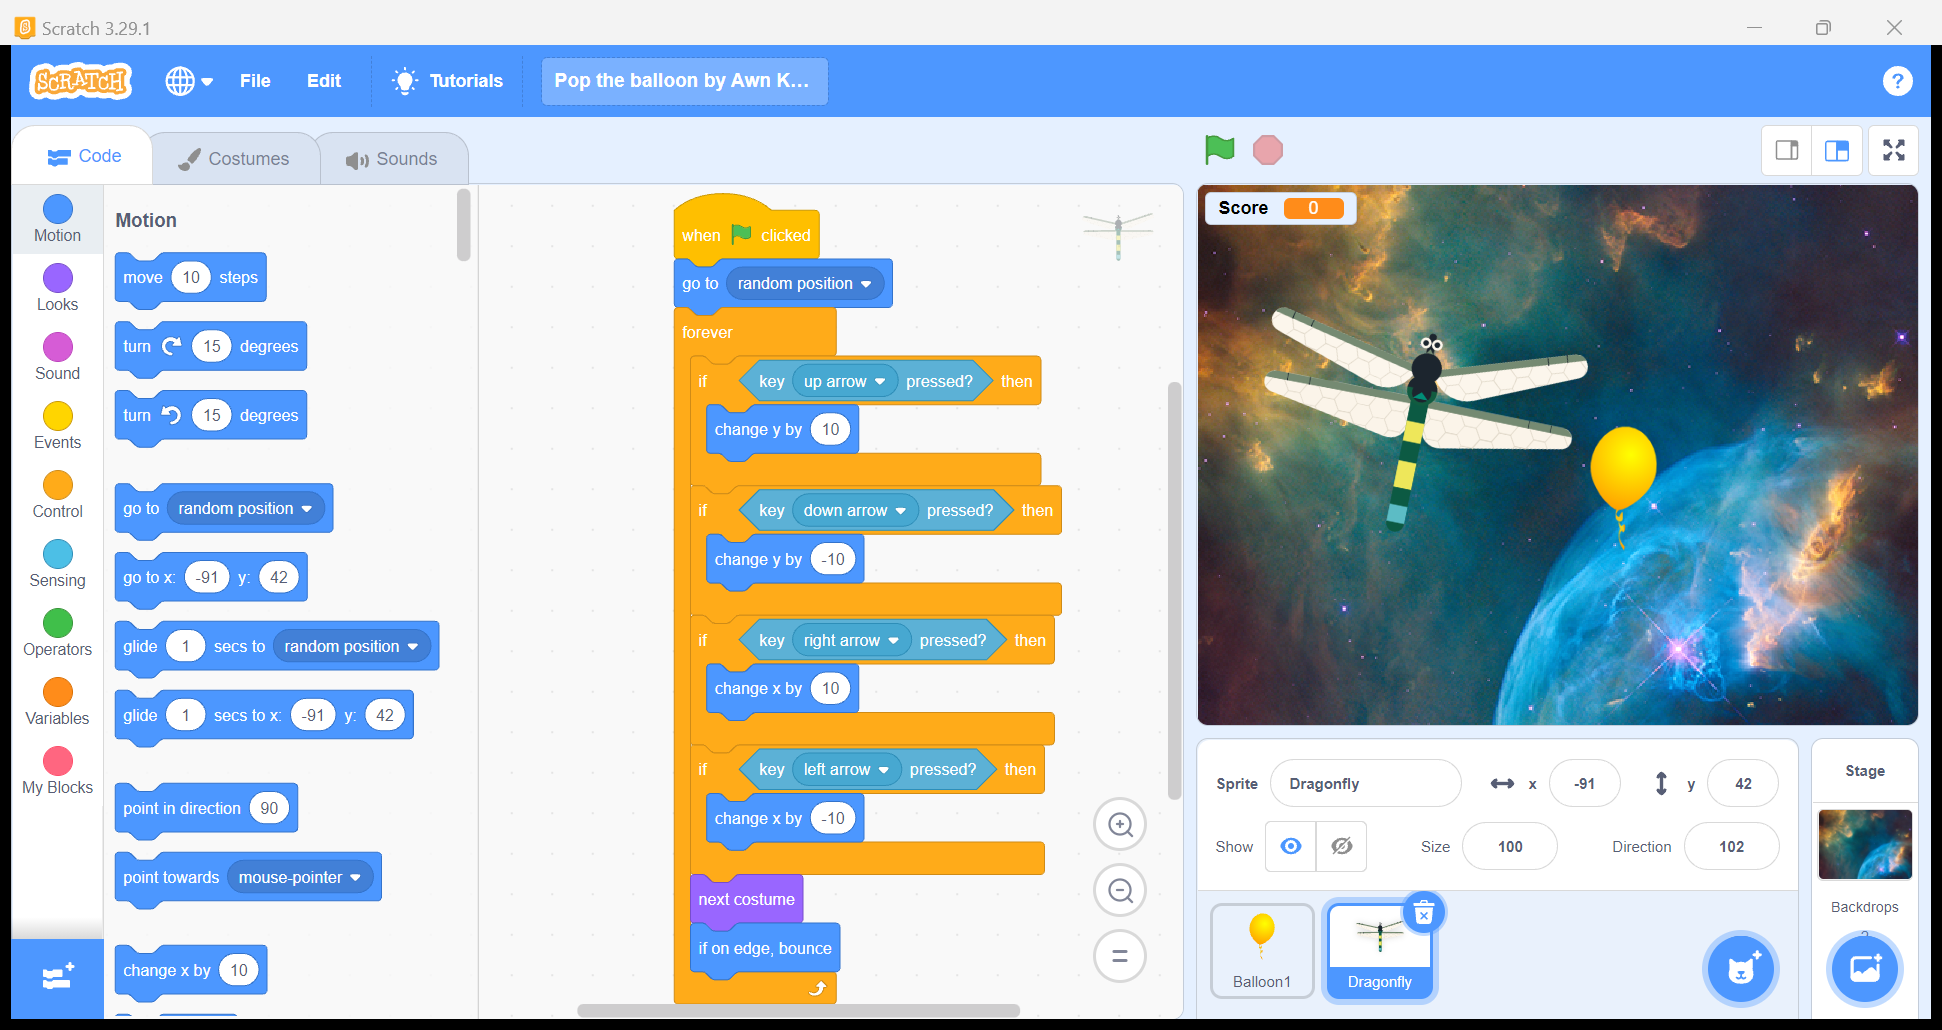 Scratch 3.29.1
SCRATCH
File
Edit
Tutorials
Pop the balloon by Awn K...
?
Code
Costumes
Sounds
Motion
Looks
Sound
Events
Control
Sensing
Operators
Variables
My Blocks
Motion
move 10 steps
turn 15 degrees
turn 15 degrees
go to random position
go to x: -91 y: 42
glide 1 secs to random position
glide 1 secs to x: -91 y: 42
point in direction 90
point towards mouse-pointer
change x by 10
when clicked
go to random position
forever
if key up arrow pressed? then
change y by 10
if key down arrow pressed? then
change y by -10
if key right arrow pressed? then
change x by 10
if key left arrow pressed? then
change x by -10
next costume
if on edge, bounce
Score 0
Sprite Dragonfly x -91 y 42
Show Size 100 Direction 102
Balloon1
Dragonfly
Stage
Backdrops